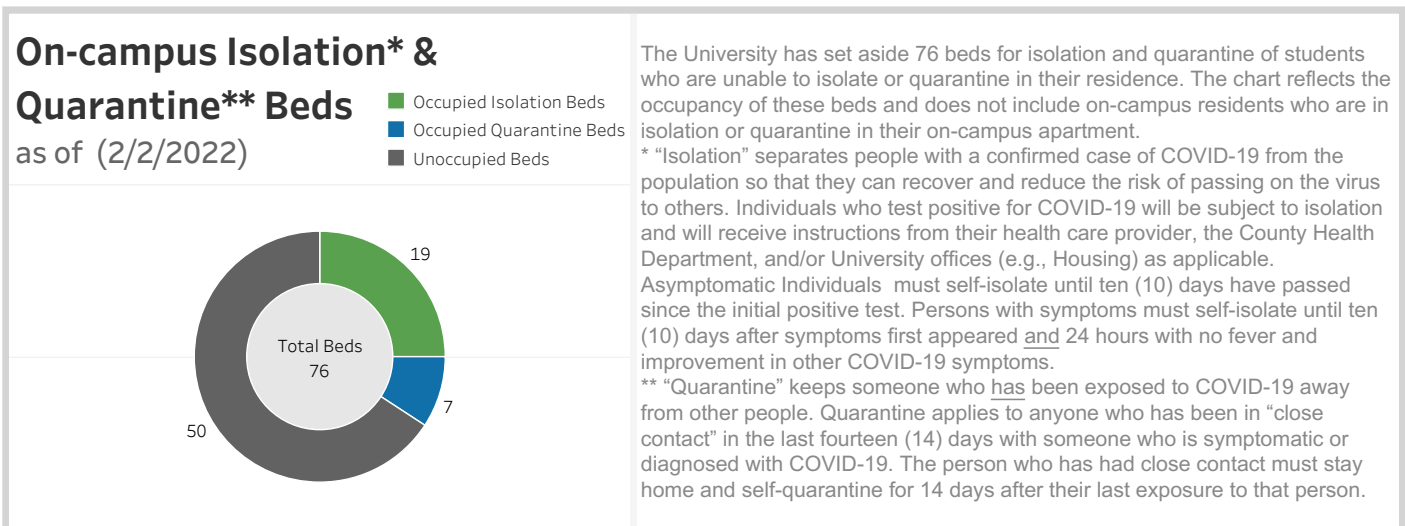 On-campus Isolation* &
Quarantine** Beds
as of (2/2/2022)
Occupied Isolation Beds
Occupied Quarantine Beds
Unoccupied Beds
19
Total Beds
76
7
50
The University has set aside 76 beds for isolation and quarantine of students
who are unable to isolate or quarantine in their residence. The chart reflects the
occupancy of these beds and does not include on-campus residents who are in
isolation or quarantine in their on-campus apartment.
* “Isolation” separates people with a confirmed case of COVID-19 from the
population so that they can recover and reduce the risk of passing on the virus
to others. Individuals who test positive for COVID-19 will be subject to isolation
and will receive instructions from their health care provider, the County Health
Department, and/or University offices (e.g., Housing) as applicable.
Asymptomatic Individuals  must self-isolate until ten (10) days have passed
since the initial positive test. Persons with symptoms must self-isolate until ten
(10) days after symptoms first appeared and 24 hours with no fever and
improvement in other COVID-19 symptoms.
** “Quarantine” keeps someone who has been exposed to COVID-19 away
from other people. Quarantine applies to anyone who has been in “close
contact” in the last fourteen (14) days with someone who is symptomatic or
diagnosed with COVID-19. The person who has had close contact must stay
home and self-quarantine for 14 days after their last exposure to that person.